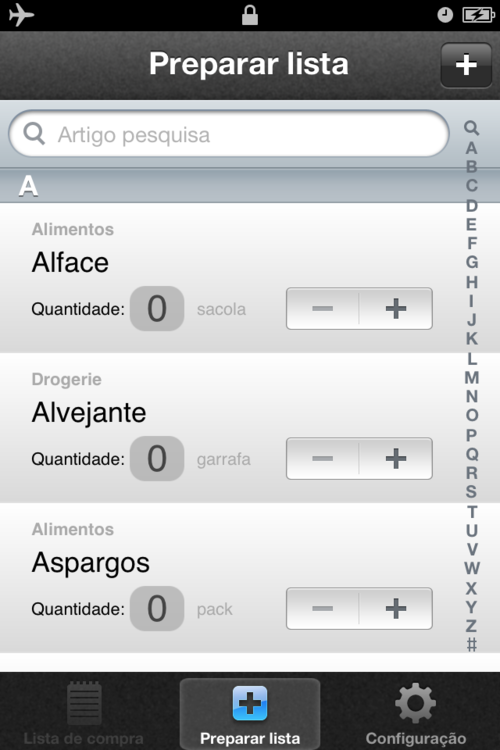 Preparar lista
+
Artigo pesquisa
A
Alimentos
Alface
Quantidade: 0 sacola
− +
Drogerie
Alvejante
Quantidade: 0 garrafa
− +
Alimentos
Aspargos
Quantidade: 0 pack
− +
A
B
C
D
E
F
G
H
I
J
K
L
M
N
O
P
Q
R
S
T
U
V
W
X
Y
Z
#
Lista de compra
Preparar lista
Configuração